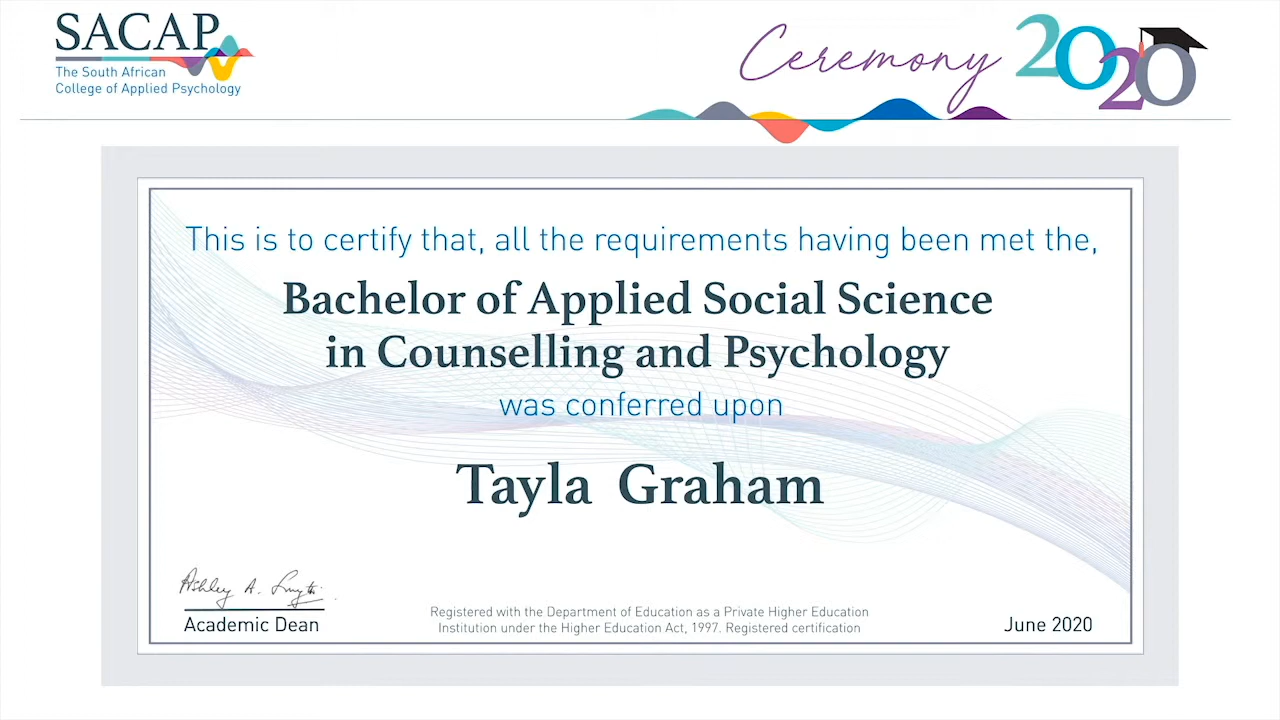 SACAP
The South African
College of Applied Psychology
Ceremony 2020
This is to certify that, all the requirements having been met the,
Bachelor of Applied Social Science
in Counselling and Psychology
was conferred upon
Tayla Graham
Ashley A. Smyth
Academic Dean
Registered with the Department of Education as a Private Higher Education
Institution under the Higher Education Act, 1997. Registered certification
June 2020